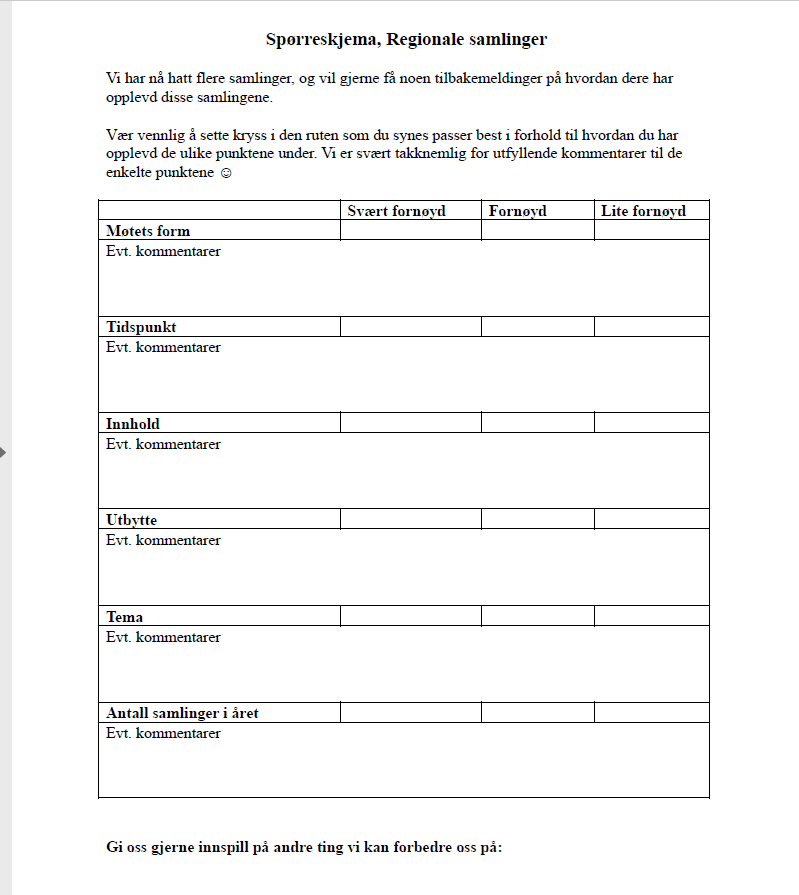 Spørreskjema, Regionale samlinger
Vi har nå hatt flere samlinger, og vil gjerne få noen tilbakemeldinger på hvordan dere har
opplevd disse samlingene.
Vær vennlig å sette kryss i den ruten som du synes passer best i forhold til hvordan du har
opplevd de ulike punktene under. Vi er svært takknemlig for utfyllende kommentarer til de
enkelte punktene ☺
Svært fornøyd Fornøyd Lite fornøyd
Møtets form
Evt. kommentarer
Tidspunkt
Evt. kommentarer
Innhold
Evt. kommentarer
Utbytte
Evt. kommentarer
Tema
Evt. kommentarer
Antall samlinger i året
Evt. kommentarer
Gi oss gjerne innspill på andre ting vi kan forbedre oss på: